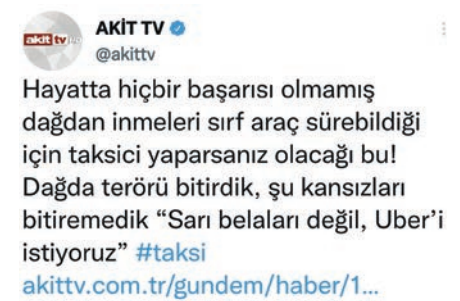 akit tv
AKİT TV
@akittv
Hayatta hiçbir başarısı olmamış
dağdan inmeleri sırf araç sürebildiği
için taksici yaparsanız olacağı bu!
Dağda terörü bitirdik, şu kansızları
bitiremedik “Sarı belaları değil, Uber’i
istiyoruz” #taksi
akittv.com.tr/gundem/haber/1...